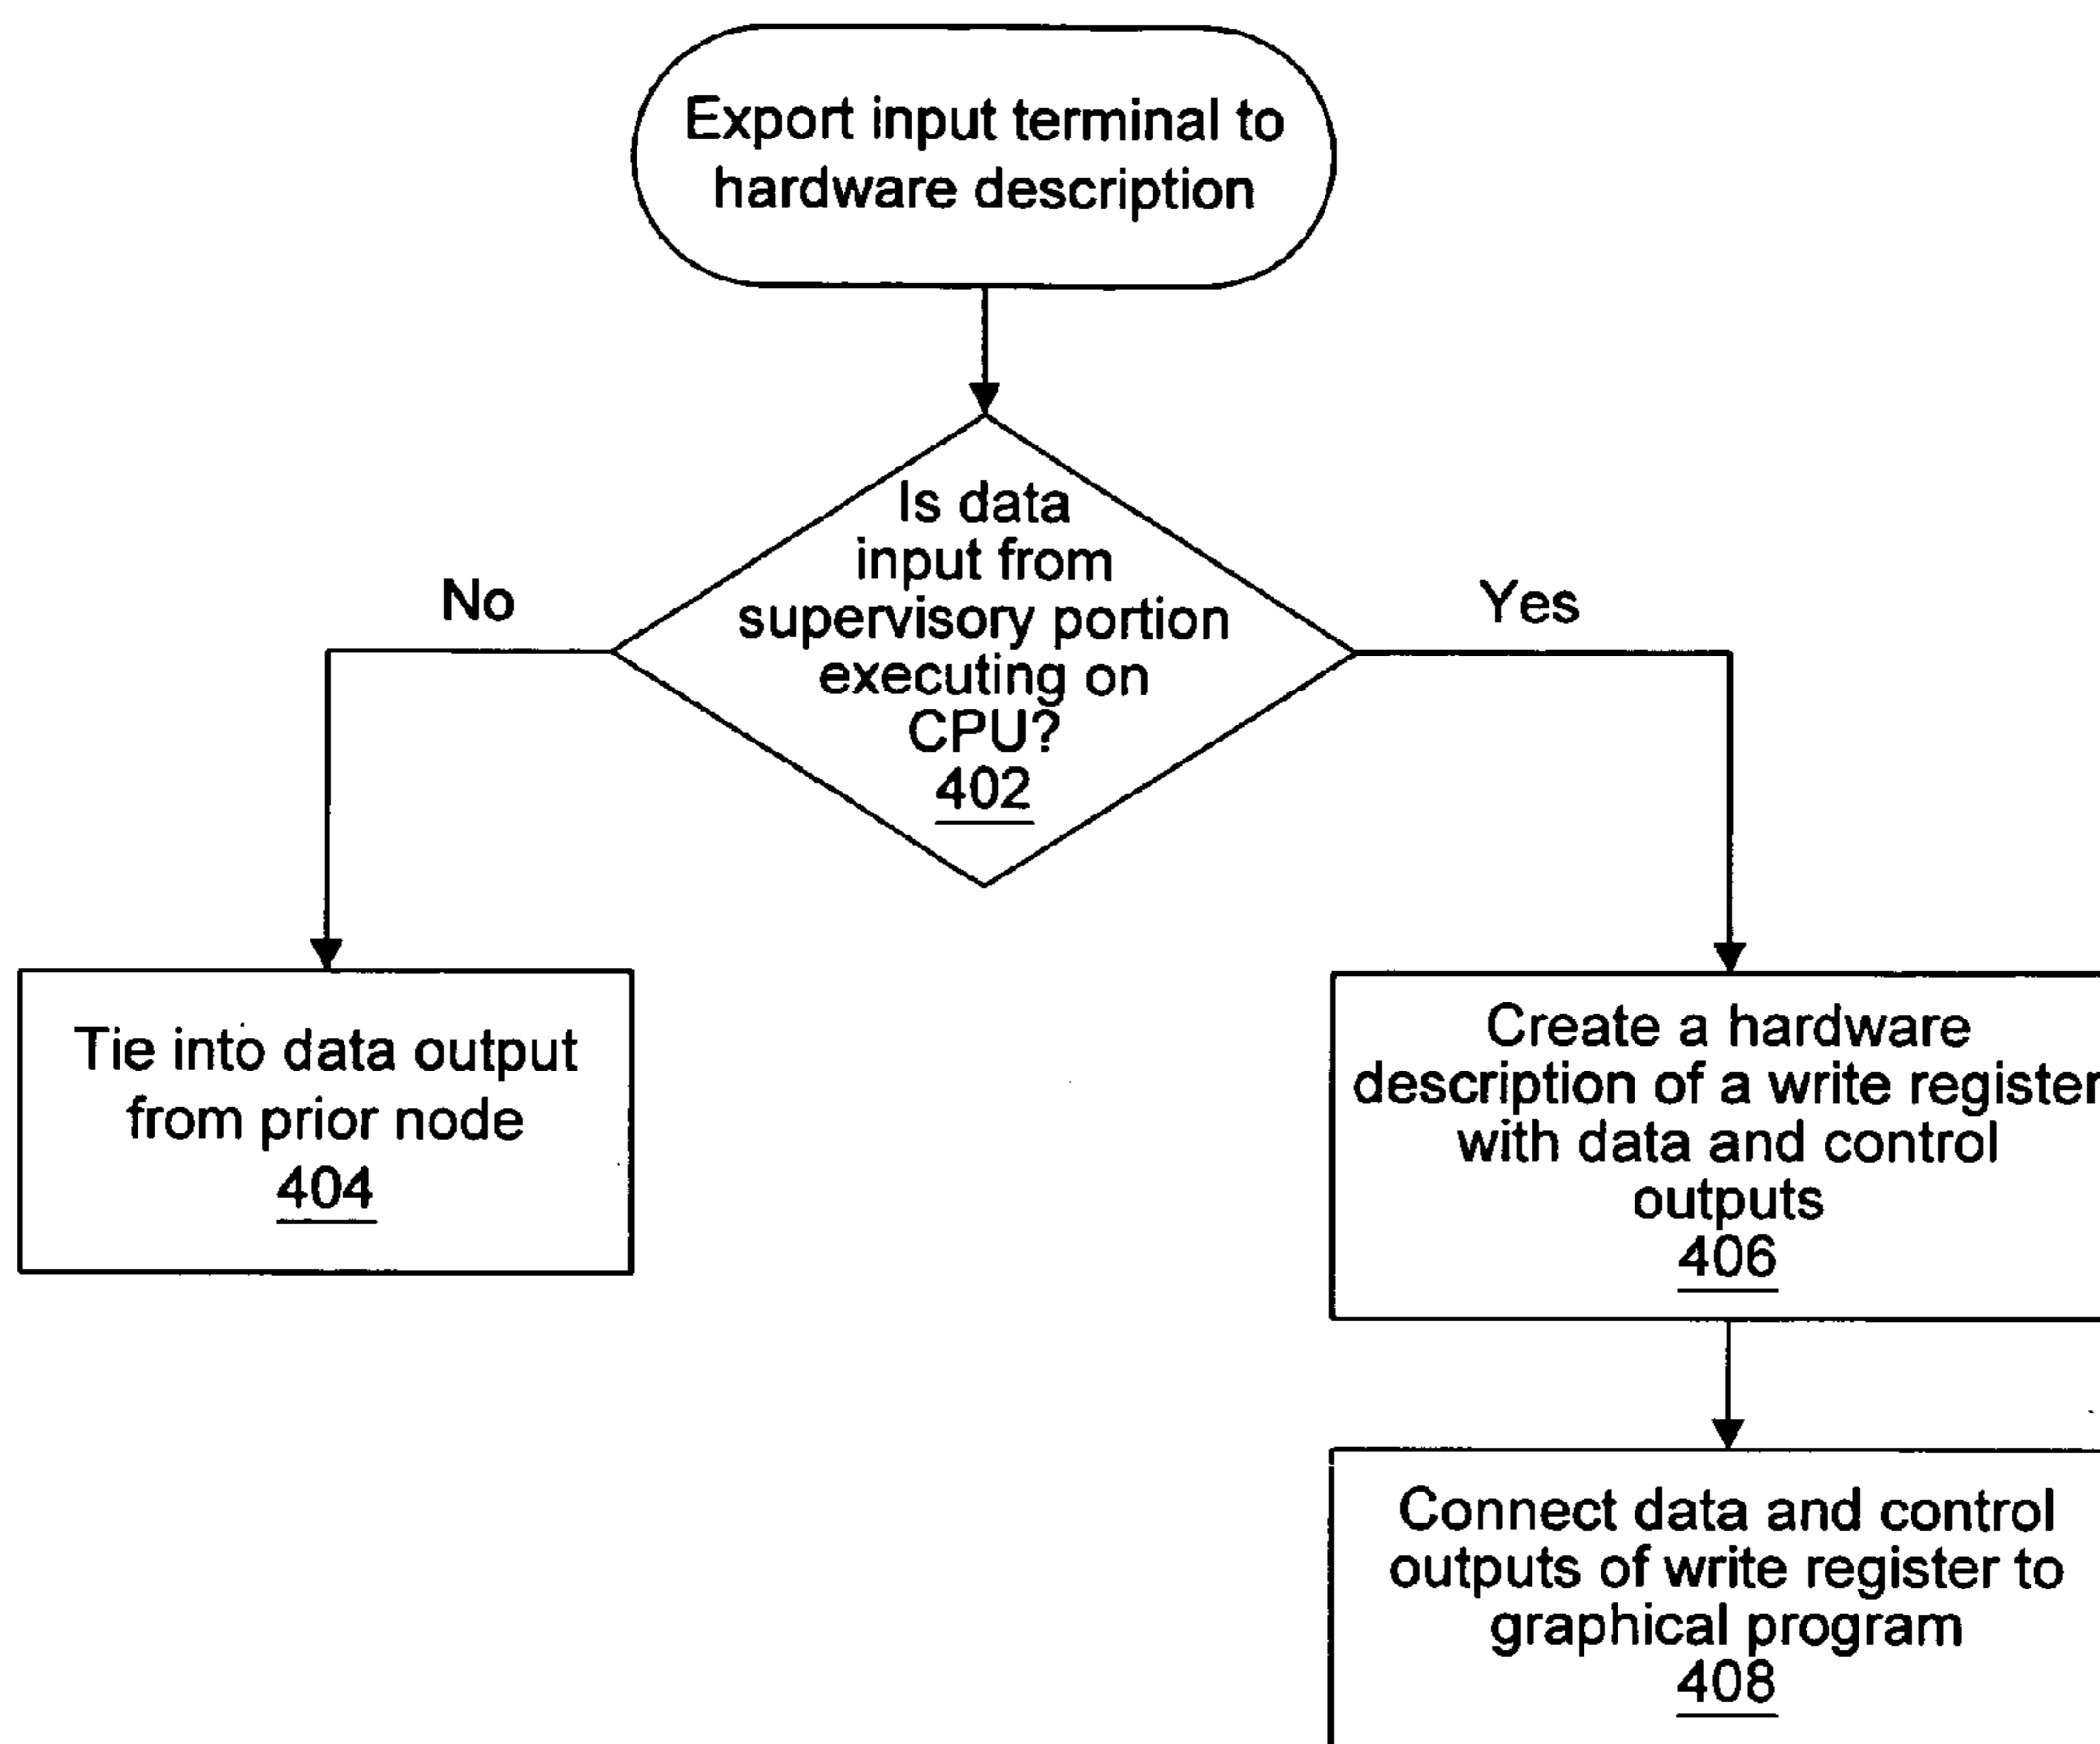 Export input terminal to
hardware description
Is data
input from
supervisory portion
executing on
CPU?
402
No
Yes
Tie into data output
from prior node
404
Create a hardware
description of a write register
with data and control
outputs
406
Connect data and control
outputs of write register to
graphical program
408